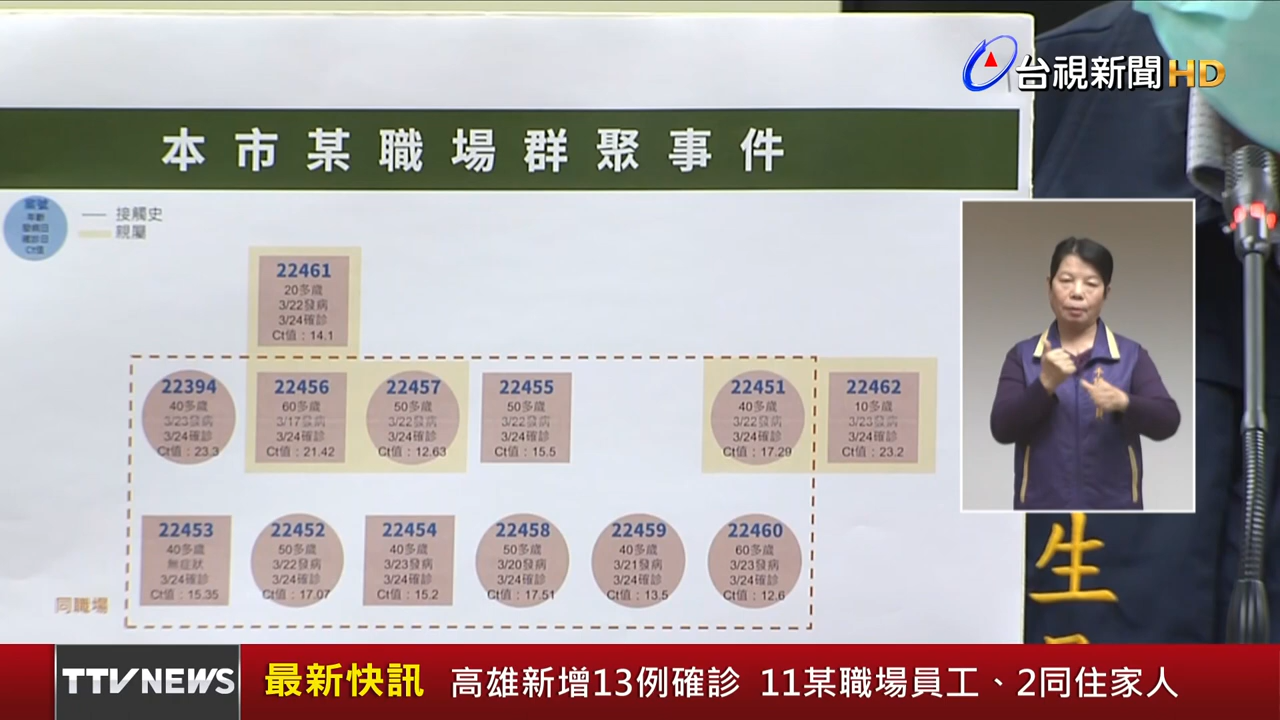 台視新聞HD
本市某職場群聚事件
案號
年齡
發病日
確診日
Ct值
接觸史
親屬
22461
20多歲
3/22發病
3/24確診
Ct值：14.1
22394
40多歲
3/23發病
3/24確診
Ct值：23.3
22456
60多歲
3/17發病
3/24確診
Ct值：21.42
22457
50多歲
3/22發病
3/24確診
Ct值：12.63
22455
50多歲
3/22發病
3/24確診
Ct值：15.5
22451
40多歲
3/22發病
3/24確診
Ct值：17.29
22462
10多歲
3/23發病
3/24確診
Ct值：23.2
22453
40多歲
無症狀
3/24確診
Ct值：15.35
22452
50多歲
3/22發病
3/24確診
Ct值：17.07
22454
40多歲
3/23發病
3/24確診
Ct值：15.2
22458
50多歲
3/20發病
3/24確診
Ct值：17.51
22459
40多歲
3/21發病
3/24確診
Ct值：13.5
22460
60多歲
3/23發病
3/24確診
Ct值：12.6
同職場
生
TTV NEWS
最新快訊 高雄新增13例確診 11某職場員工、2同住家人